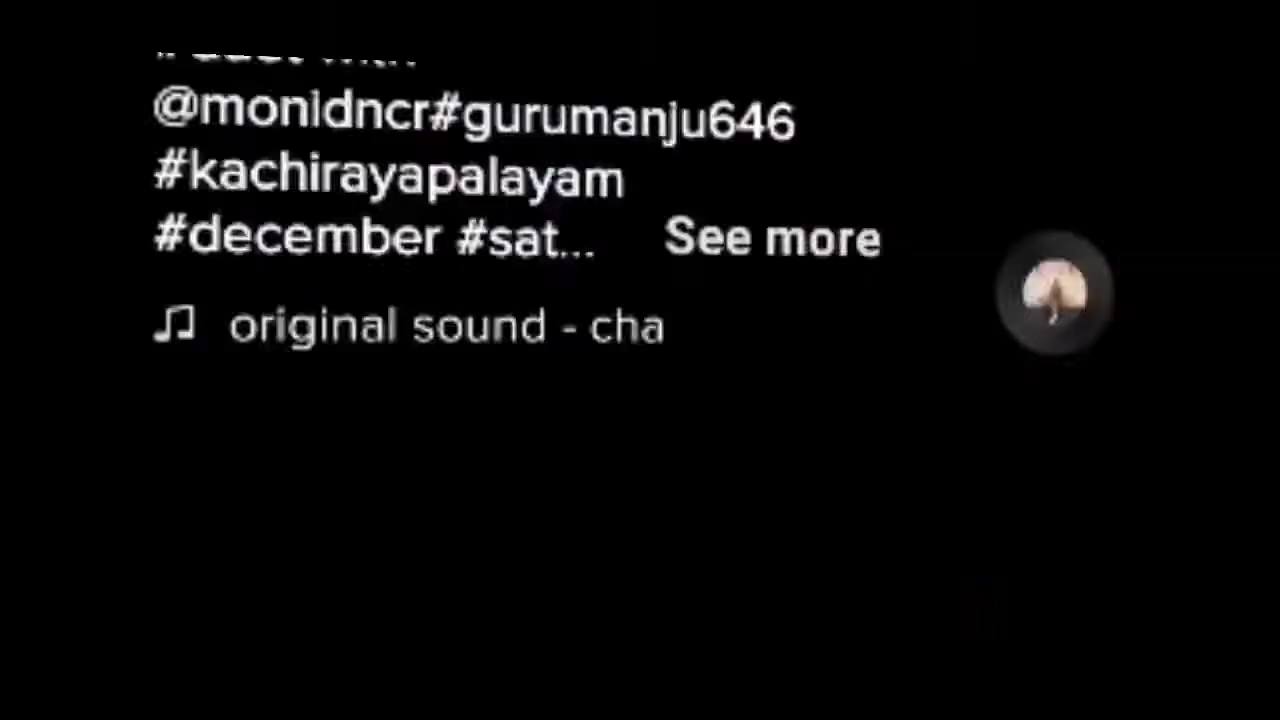 @monidncr#gurumanju646
#kachirayapalayam
#december #sat... See more
original sound - cha